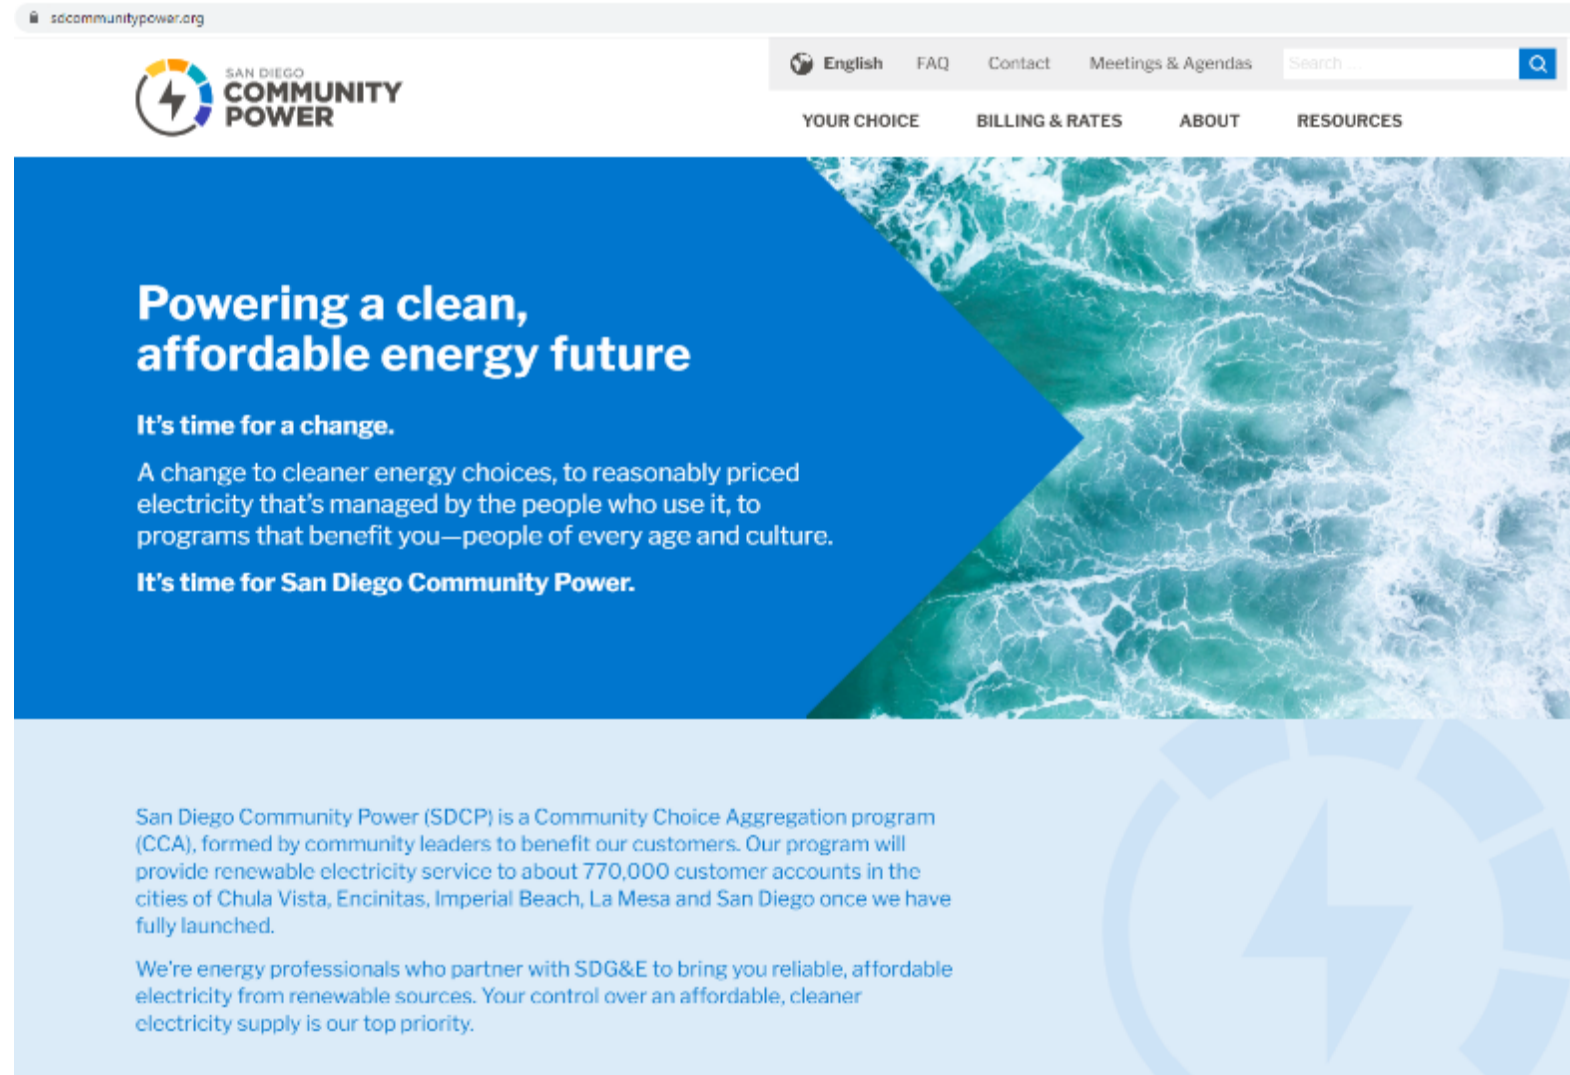 sdcommunitypower.org
SAN DIEGO
COMMUNITY
POWER
English FAQ Contact Meetings & Agendas Search ...
YOUR CHOICE BILLING & RATES ABOUT RESOURCES
Powering a clean,
affordable energy future
It's time for a change.
A change to cleaner energy choices, to reasonably priced
electricity that's managed by the people who use it, to
programs that benefit you—people of every age and culture.
It's time for San Diego Community Power.
San Diego Community Power (SDCP) is a Community Choice Aggregation program
(CCA), formed by community leaders to benefit our customers. Our program will
provide renewable electricity service to about 770,000 customer accounts in the
cities of Chula Vista, Encinitas, Imperial Beach, La Mesa and San Diego once we have
fully launched.
We're energy professionals who partner with SDG&E to bring you reliable, affordable
electricity from renewable sources. Your control over an affordable, cleaner
electricity supply is our top priority.